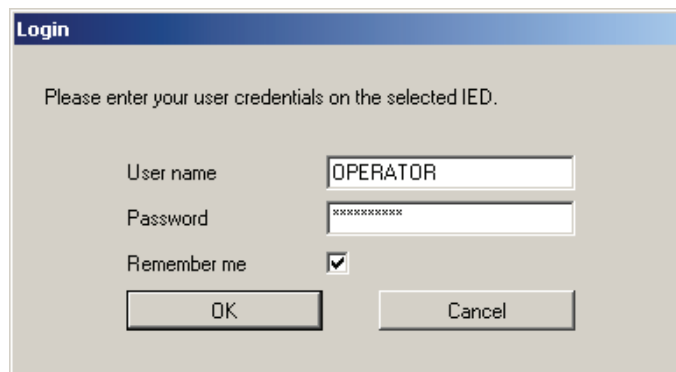 Login
Please enter your user credentials on the selected IED.
User name OPERATOR
Password **********
Remember me
OK Cancel